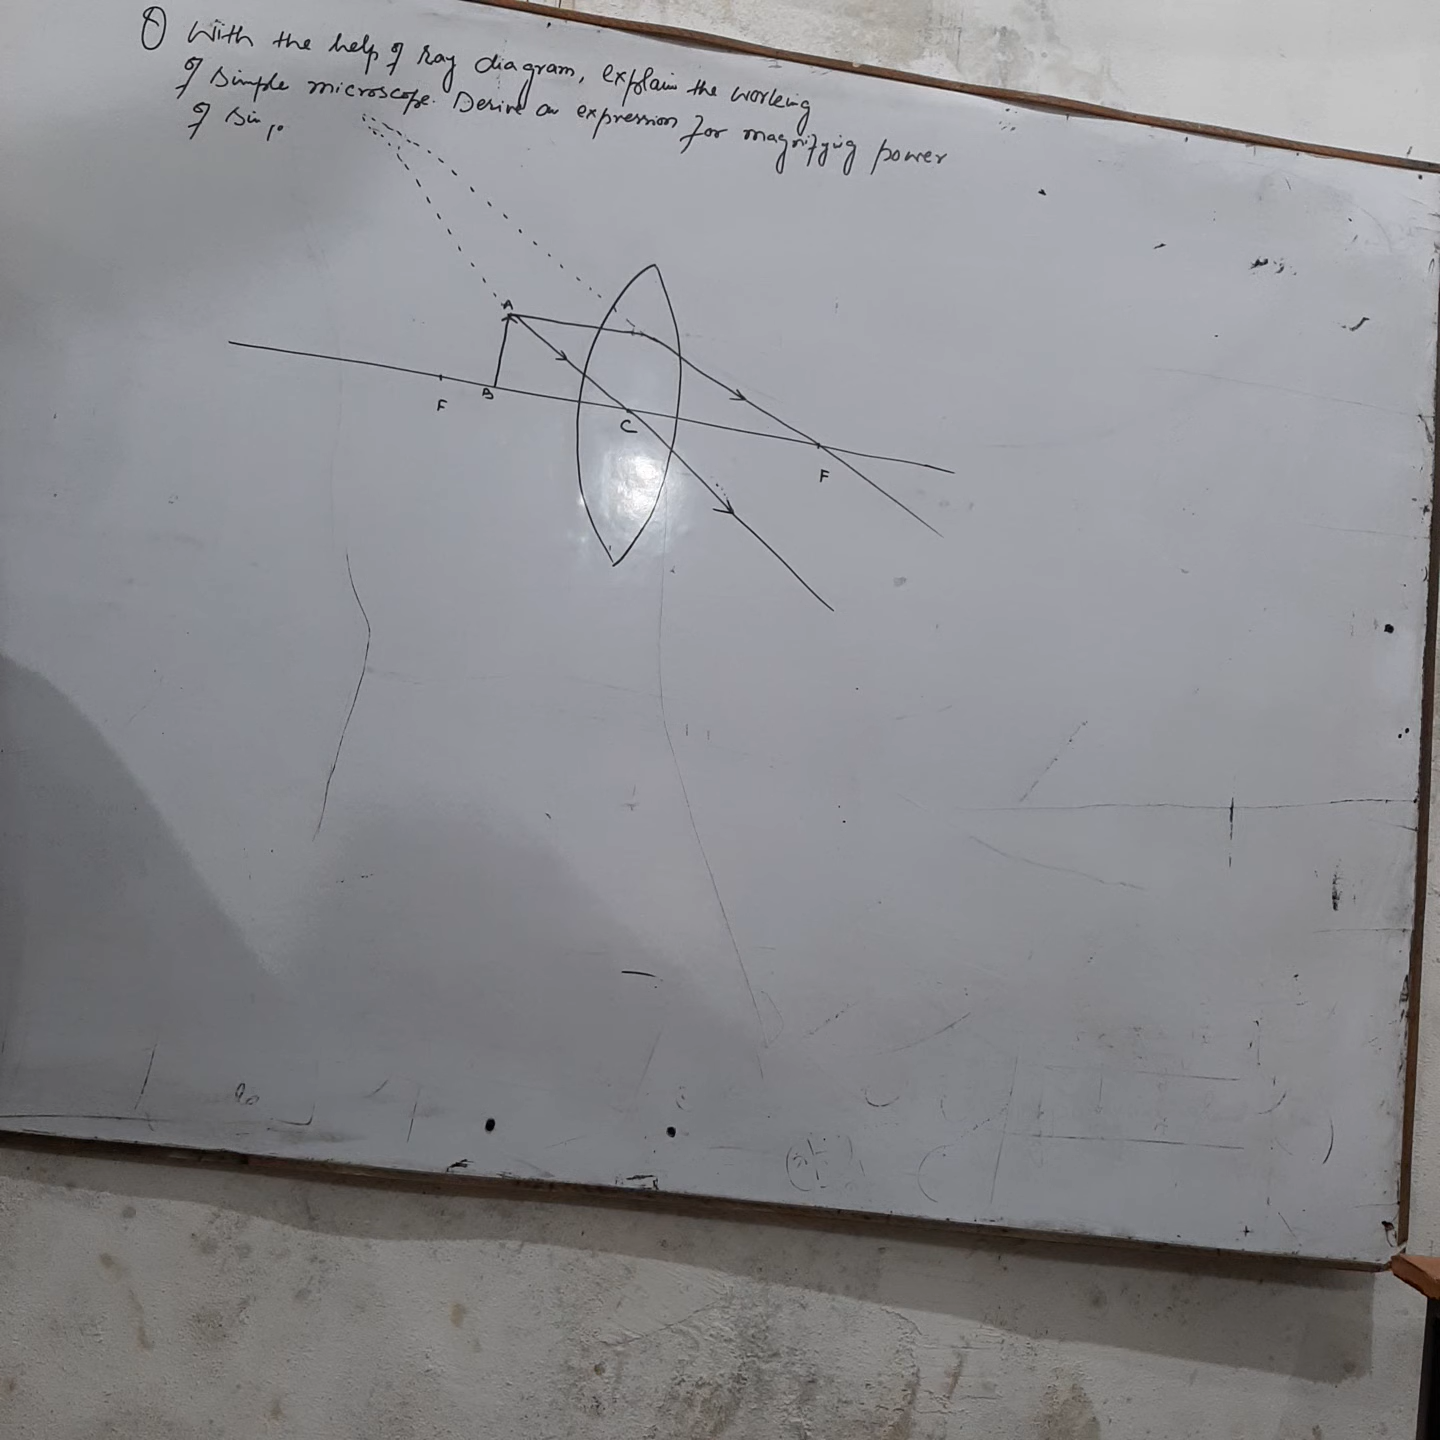 ① With the help of ray diagram, explain the working
of simple microscope. Derive an expression for magnifying power
of
A
F
B
C
F